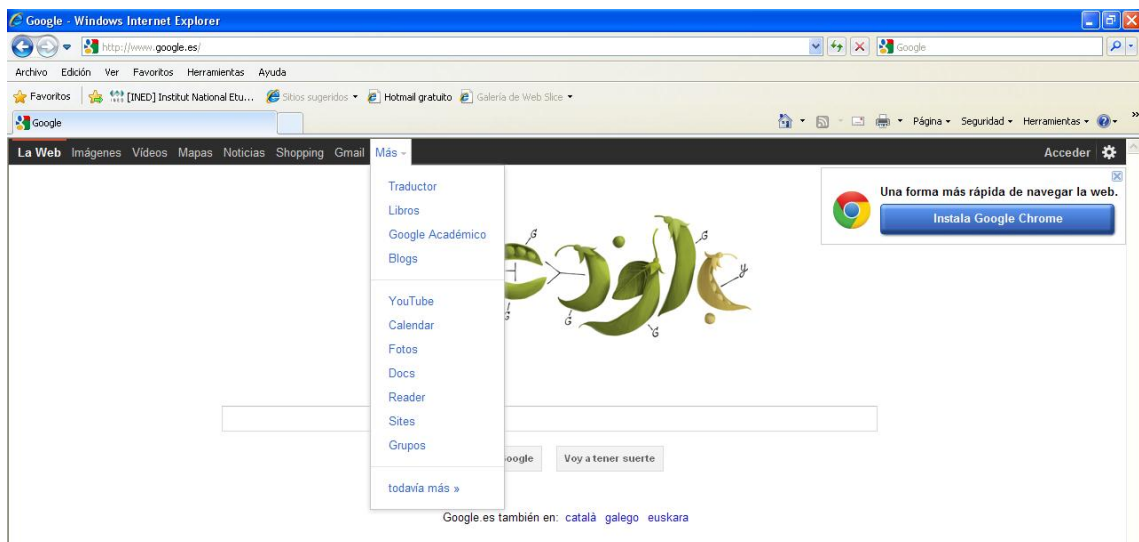 Google - Windows Internet Explorer
http://www.google.es/
Google
Archivo Edición Ver Favoritos Herramientas Ayuda
Favoritos [INED] Institut National Etu... Sitios sugeridos Hotmail gratuito Galería de Web Slice
Google
Página Seguridad Herramientas »
La Web Imágenes Vídeos Mapas Noticias Shopping Gmail Más Acceder
Una forma más rápida de navegar la web.
Instala Google Chrome
Traductor
Libros
Google Académico
Blogs
YouTube
Calendar
Fotos
Docs
Reader
Sites
Grupos
todavía más »
G
G
y
G
G
G
G
oogle Voy a tener suerte
Google.es también en: català galego euskara